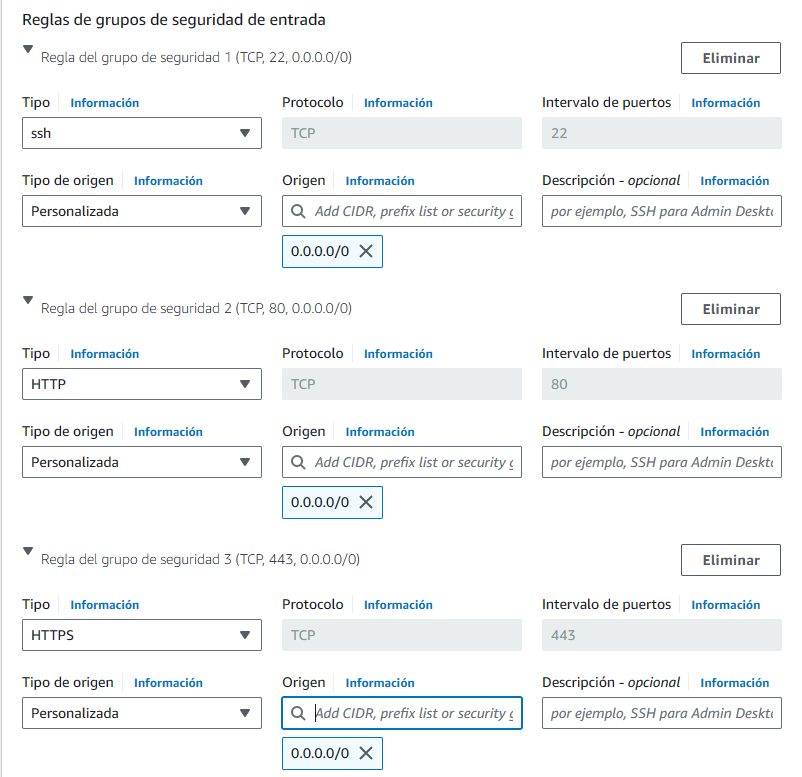 Reglas de grupos de seguridad de entrada
Regla del grupo de seguridad 1 (TCP, 22, 0.0.0.0/0)
Eliminar
Tipo Información Protocolo Información Intervalo de puertos Información
ssh TCP 22
Tipo de origen Información Origen Información Descripción - opcional Información
Personalizada Add CIDR, prefix list or security g por ejemplo, SSH para Admin Deskto
0.0.0.0/0
Regla del grupo de seguridad 2 (TCP, 80, 0.0.0.0/0)
Eliminar
Tipo Información Protocolo Información Intervalo de puertos Información
HTTP TCP 80
Tipo de origen Información Origen Información Descripción - opcional Información
Personalizada Add CIDR, prefix list or security g por ejemplo, SSH para Admin Deskto
0.0.0.0/0
Regla del grupo de seguridad 3 (TCP, 443, 0.0.0.0/0)
Eliminar
Tipo Información Protocolo Información Intervalo de puertos Información
HTTPS TCP 443
Tipo de origen Información Origen Información Descripción - opcional Información
Personalizada Add CIDR, prefix list or security g por ejemplo, SSH para Admin Deskto
0.0.0.0/0